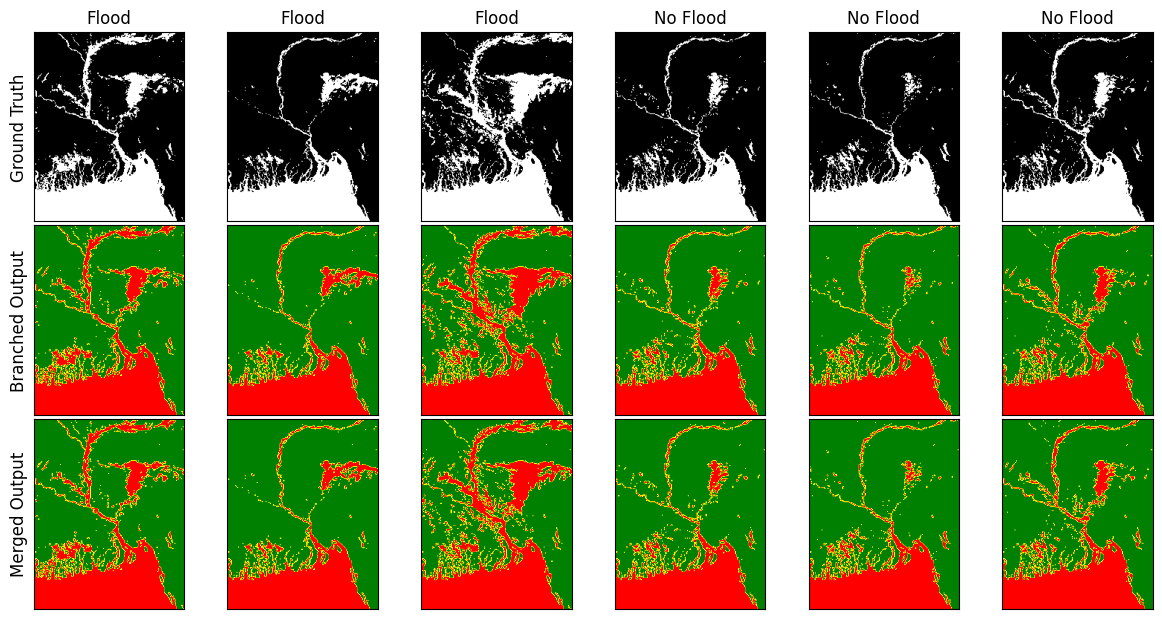 Flood
Flood
Flood
No Flood
No Flood
No Flood
Ground Truth
Branched Output
Merged Output